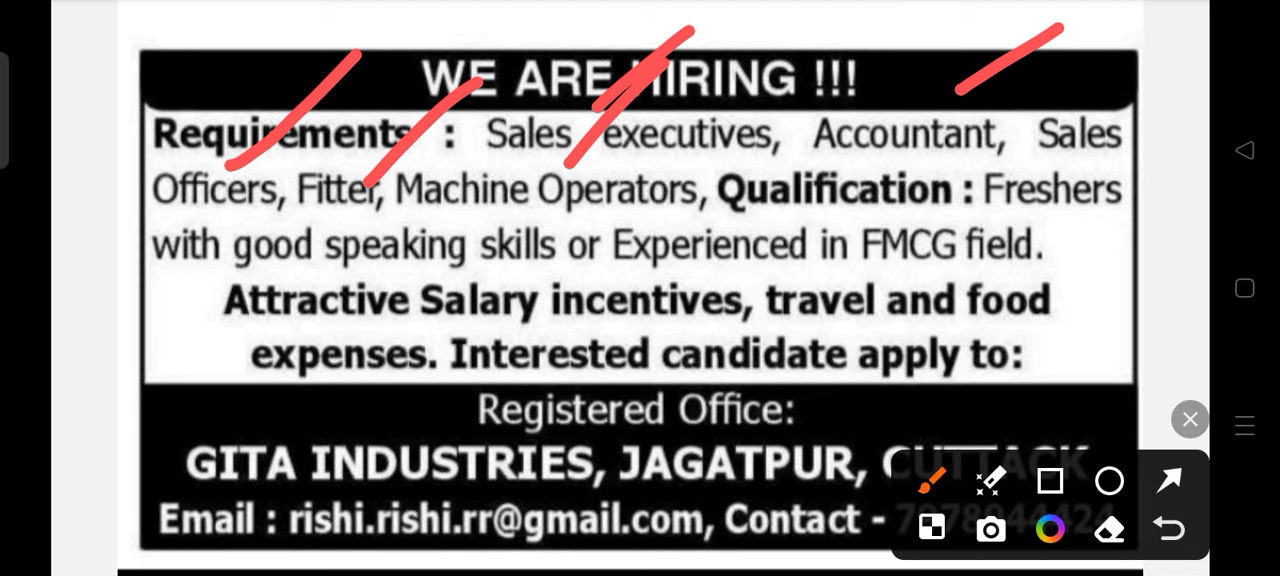 WE ARE HIRING !!!
Requirements : Sales executives, Accountant, Sales
Officers, Fitter, Machine Operators, Qualification : Freshers
with good speaking skills or Experienced in FMCG field.
Attractive Salary incentives, travel and food
expenses. Interested candidate apply to:
Registered Office:
GITA INDUSTRIES, JAGATPUR, CUTTACK
Email : rishi.rishi.rr@gmail.com, Contact -